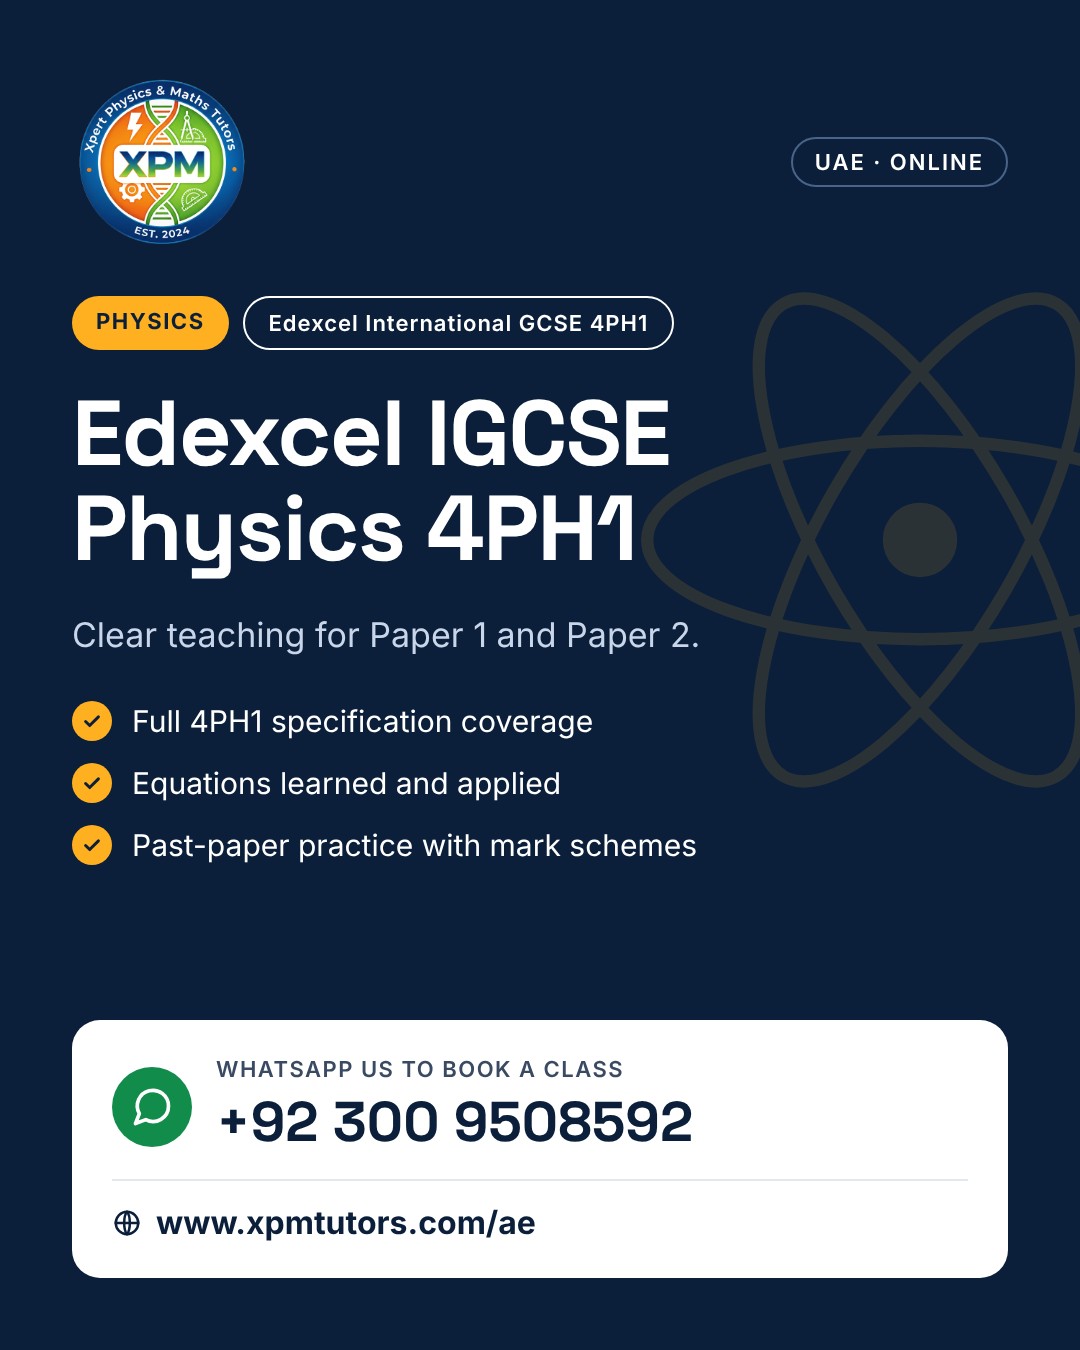 Xpert Physics & Maths Tutors
XPM
EST. 2024
UAE · ONLINE
PHYSICS
Edexcel International GCSE 4PH1
Edexcel IGCSE
Physics 4PH1
Clear teaching for Paper 1 and Paper 2.
Full 4PH1 specification coverage
Equations learned and applied
Past-paper practice with mark schemes
WHATSAPP US TO BOOK A CLASS
+92 300 9508592
www.xpmtutors.com/ae